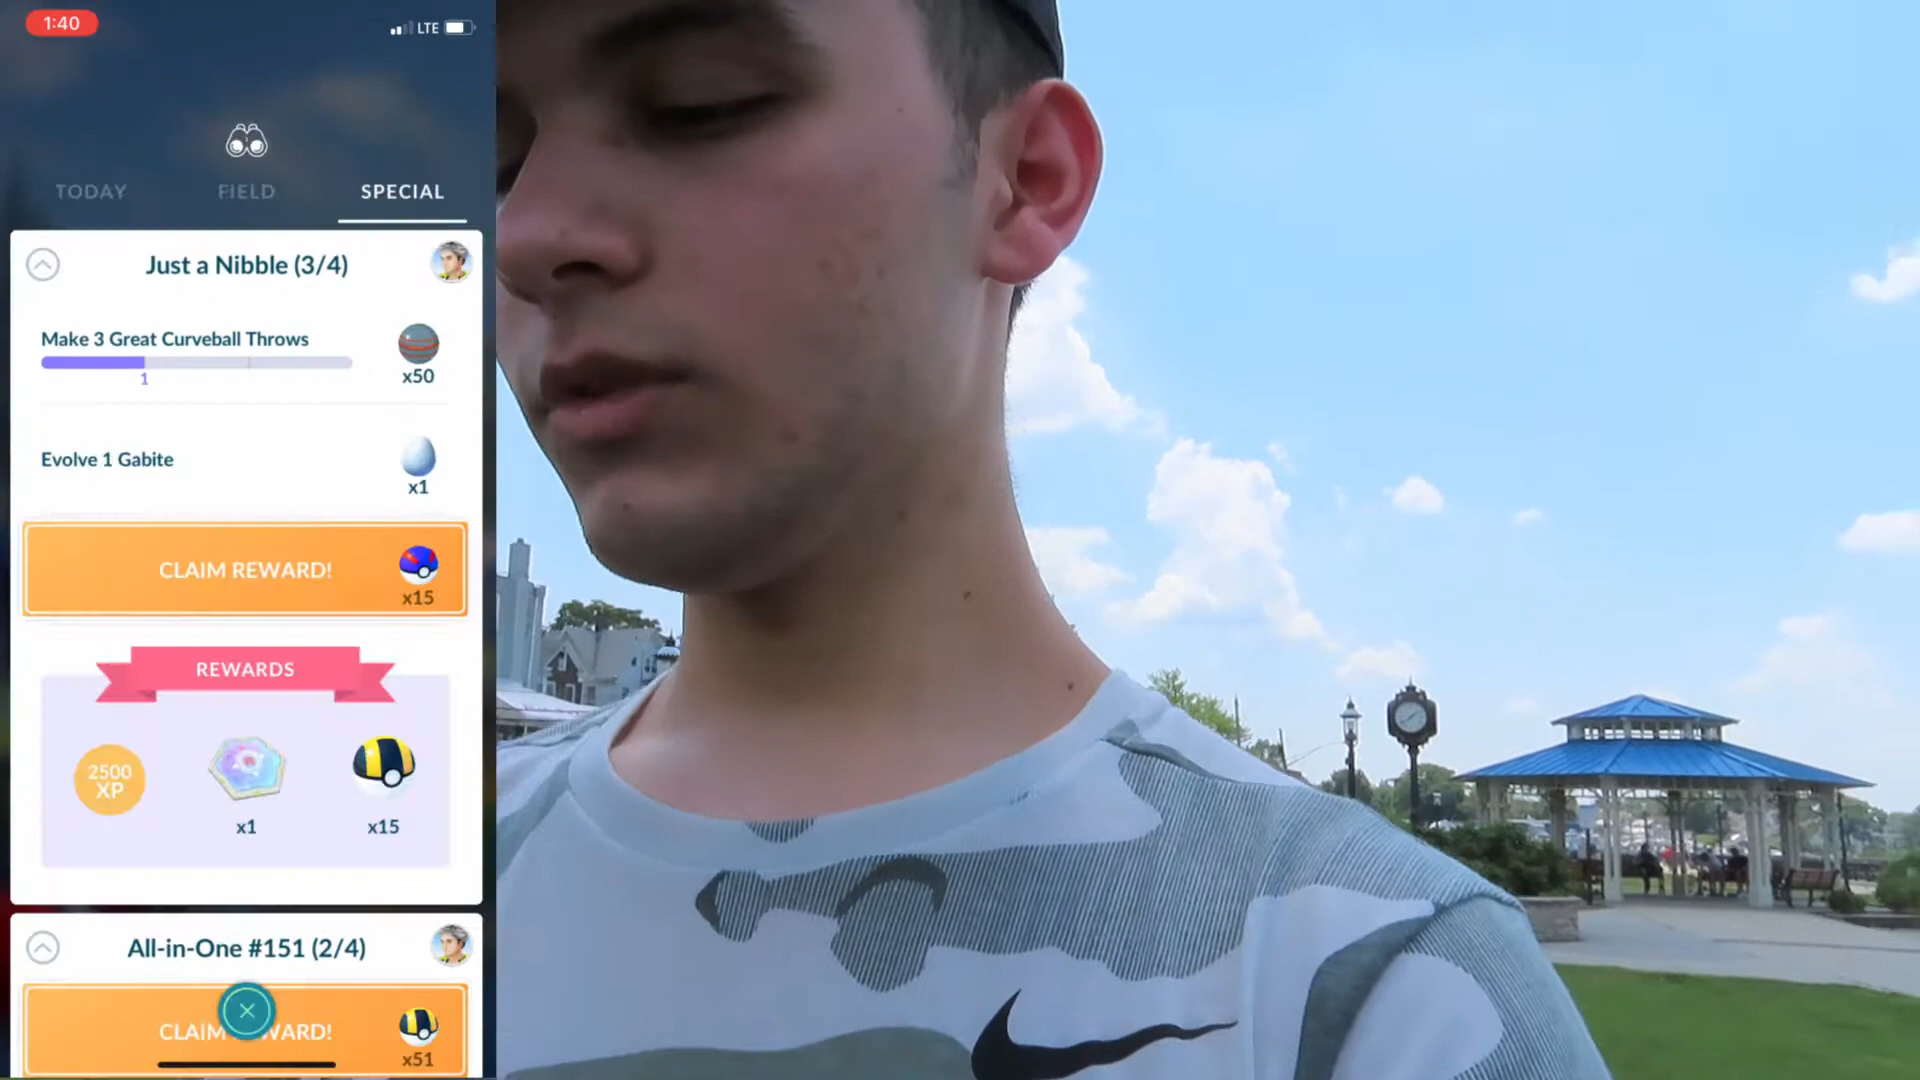 1:40
LTE
TODAY
FIELD
SPECIAL
Just a Nibble (3/4)
Make 3 Great Curveball Throws
1
x50
Evolve 1 Gabite
x1
CLAIM REWARD!
x15
REWARDS
2500
XP
x1
x15
All-in-One #151 (2/4)
CLAIM
WARD!
x51